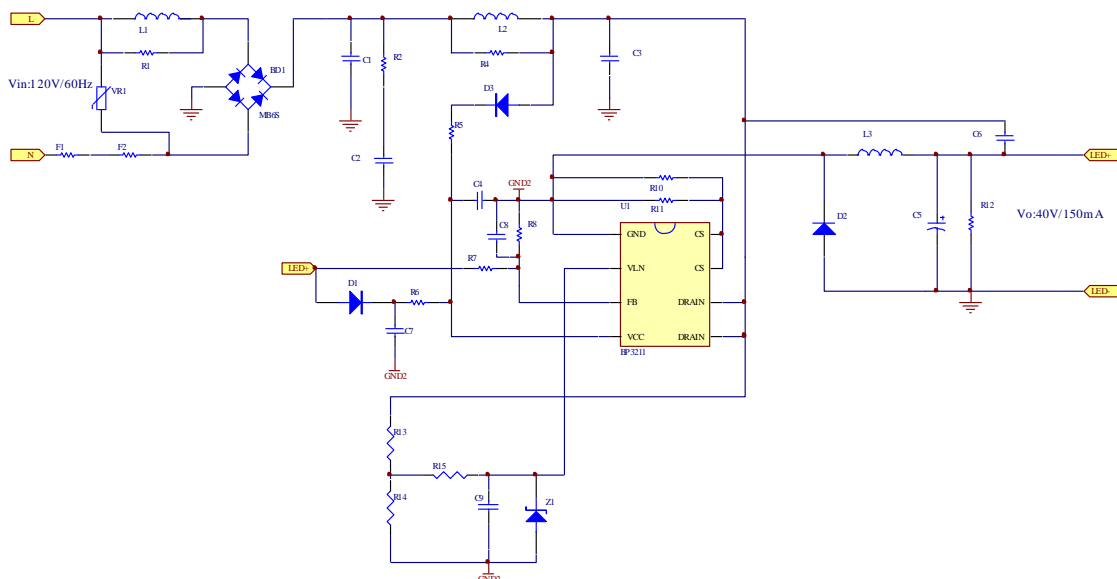 L
L1
R1
Vin:120V/60Hz
VR1
BD1
MB6S
N
F1
F2
C1
R2
C2
L2
R4
C3
D3
R5
C4
GND2
C8
R8
R7
LED+
D1
R6
C7
GND2
R10
R11
U1
GND
CS
VLN
CS
FB
DRAIN
VCC
DRAIN
BP3211
L3
C6
LED+
D2
C5
+
R12
Vo:40V/150mA
LED-
R13
R15
R14
C9
Z1
GND2